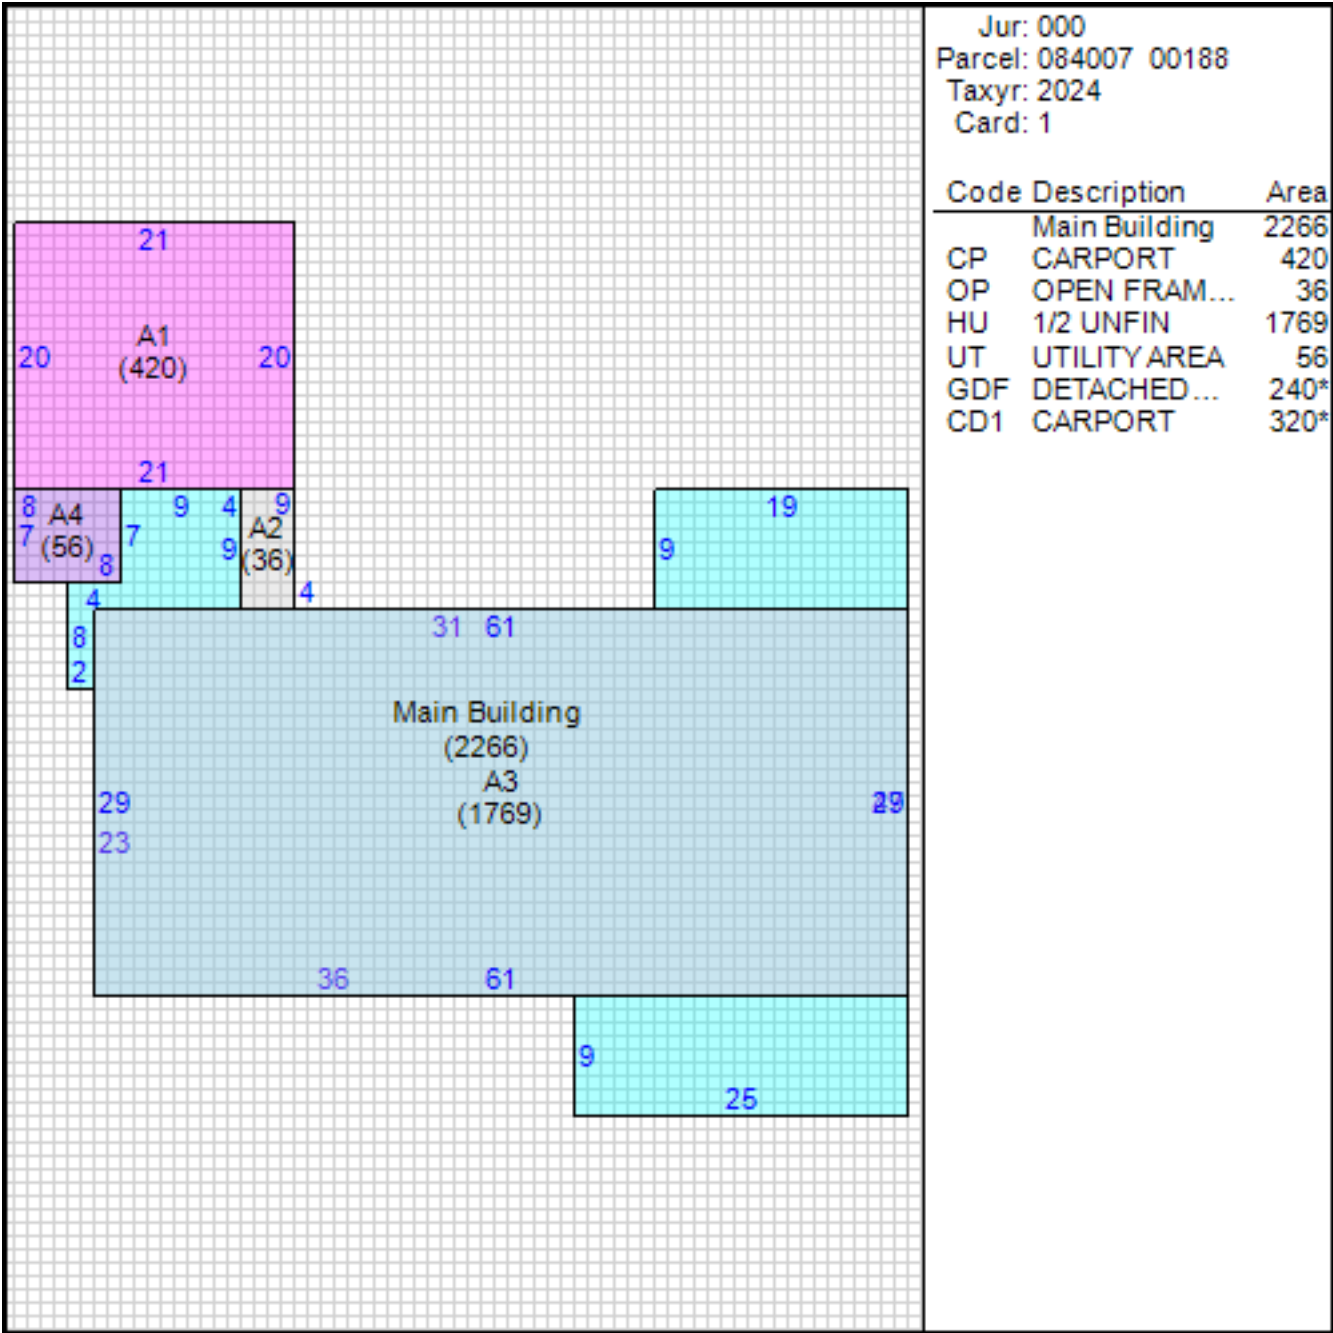 Jur: 000
Parcel: 084007 00188
Taxyr: 2024
Card: 1
Code Description Area
Main Building 2266
CP CARPORT 420
OP OPEN FRAM... 36
HU 1/2 UNFIN 1769
UT UTILITY AREA 56
GDF DETACHED... 240*
CD1 CARPORT 320*
21
A1
20 (420) 20
21
8 A4 9 4 9 19
7 (56) 7 9 A2 9
8 (36)
4 4
31 61
8
2
Main Building
(2266)
A3
(1769)
29
23
36 61
9
25